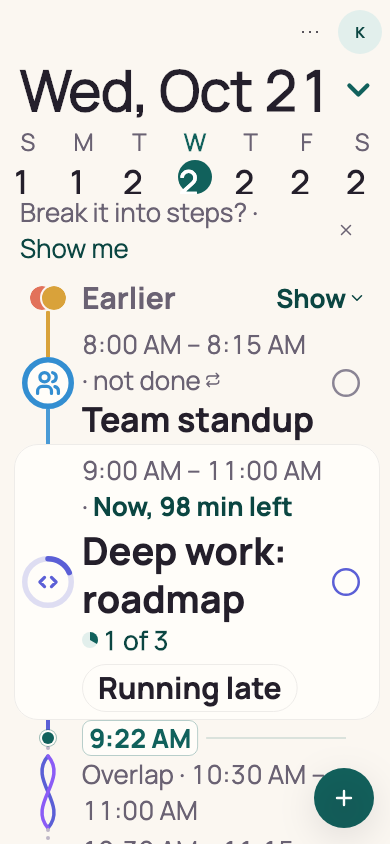 ...
K
Wed, Oct 21
S M T W T F S
1 1 2 2 2 2 2
Break it into steps? ·
Show me
×
Earlier Show
8:00 AM – 8:15 AM
· not done
Team standup
9:00 AM – 11:00 AM
· Now, 98 min left
Deep work:
roadmap
1 of 3
Running late
9:22 AM
Overlap · 10:30 AM –
11:00 AM
+